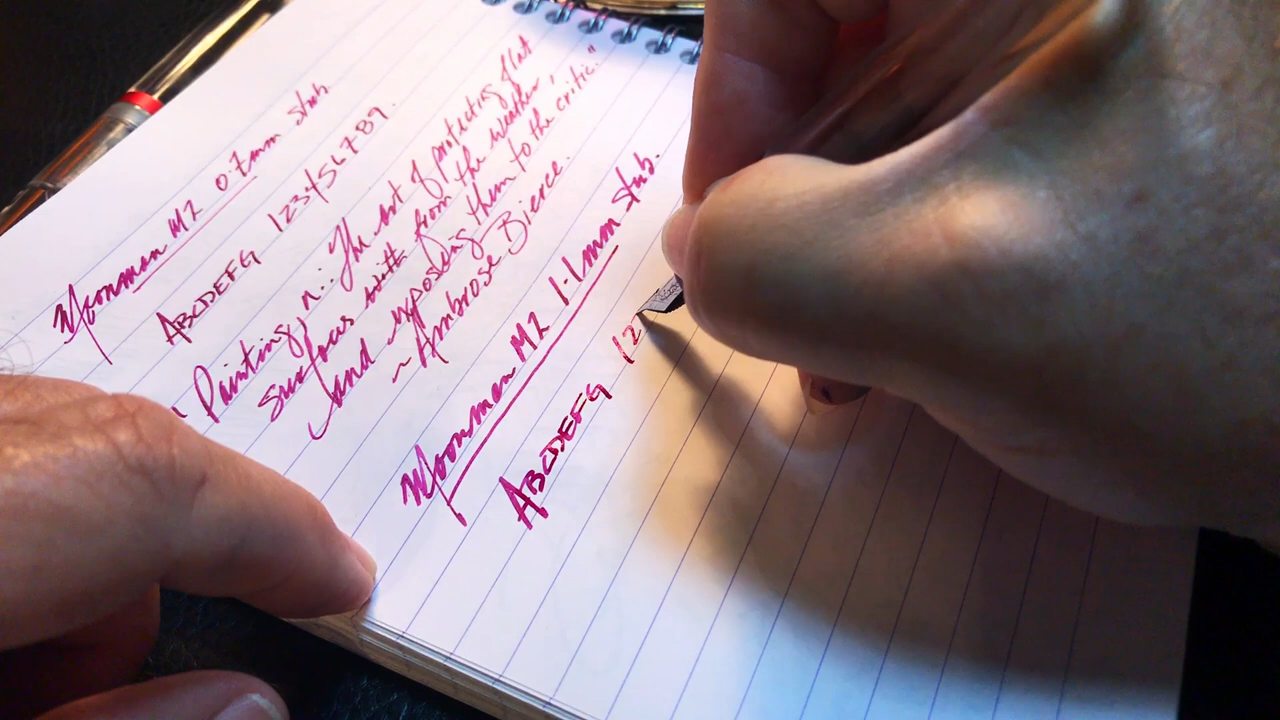 Moonman M2 0.7mm stub
ABCDEFG 123456789.
"Painting, n.: The art of protecting flat
surfaces with from the weather,
and exposing them to the critic."
~ Ambrose Bierce.
Moonman M2 1.1mm stub.
ABCDEFG 12